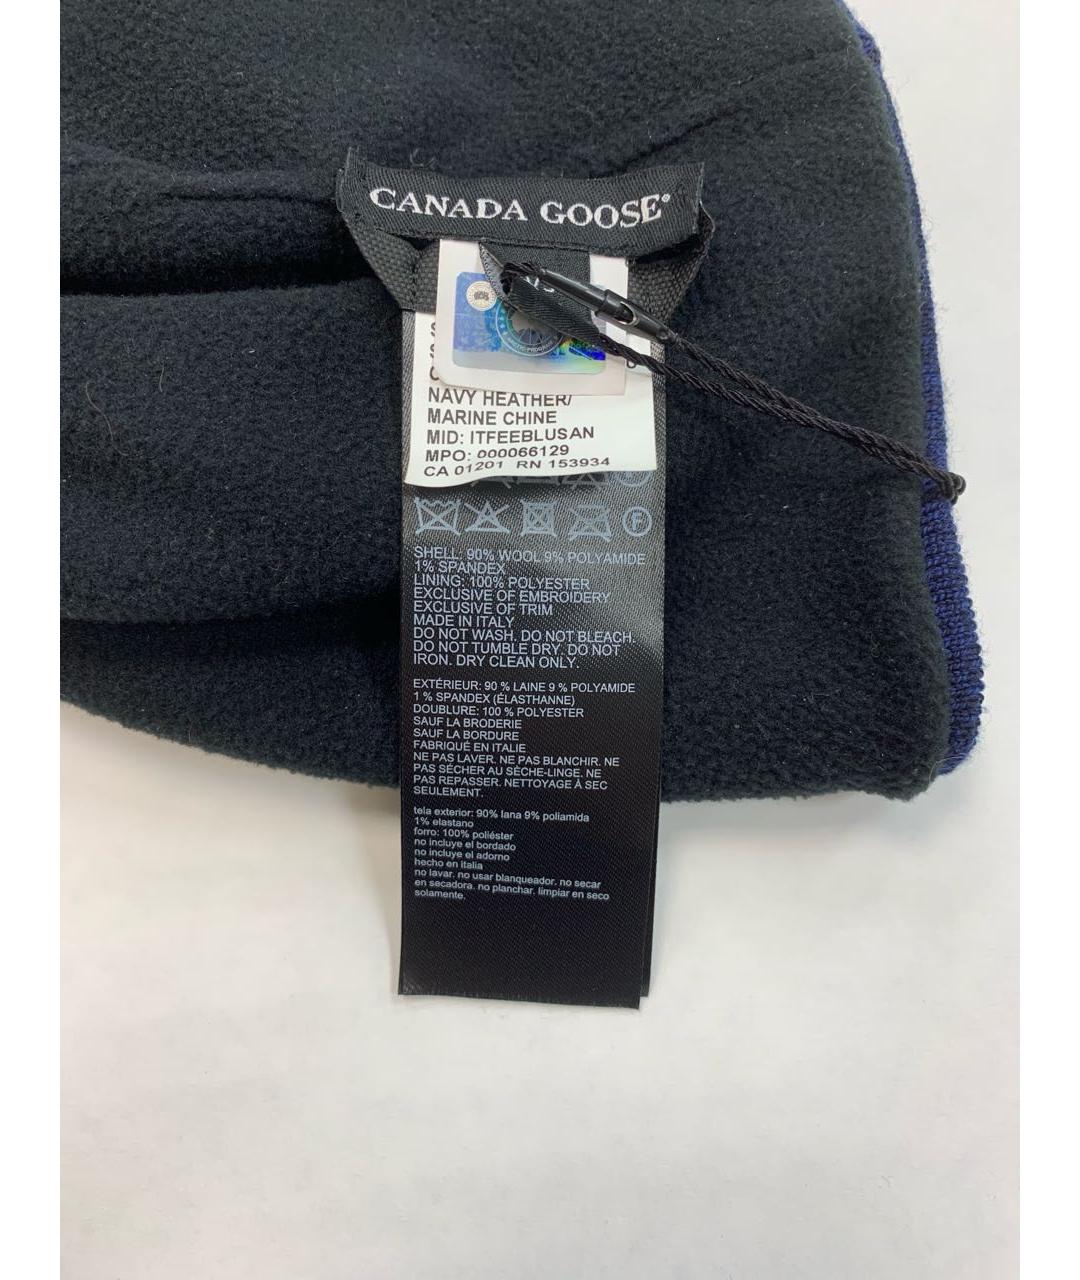 CANADA GOOSE®
NAVY HEATHER/
MARINE CHINE
MID: ITFEEBLUSAN
MPO: 000066129
CA 01201 RN 153934
F
SHELL: 90% WOOL 9% POLYAMIDE
1% SPANDEX
LINING: 100% POLYESTER
EXCLUSIVE OF EMBROIDERY
EXCLUSIVE OF TRIM
MADE IN ITALY
DO NOT WASH. DO NOT BLEACH.
DO NOT TUMBLE DRY. DO NOT
IRON. DRY CLEAN ONLY.
EXTÉRIEUR: 90 % LAINE 9 % POLYAMIDE
1 % SPANDEX (ÉLASTHANNE)
DOUBLURE: 100 % POLYESTER
SAUF LA BRODERIE
SAUF LA BORDURE
FABRIQUÉ EN ITALIE
NE PAS LAVER. NE PAS BLANCHIR. NE
PAS SÉCHER AU SÈCHE-LINGE. NE
PAS REPASSER. NETTOYAGE À SEC
SEULEMENT.
tela exterior: 90% lana 9% poliamida
1% elastano
forro: 100% poliéster
no incluye el bordado
no incluye el adorno
hecho en italia
no lavar. no usar blanqueador. no secar
en secadora. no planchar. limpiar en seco
solamente.